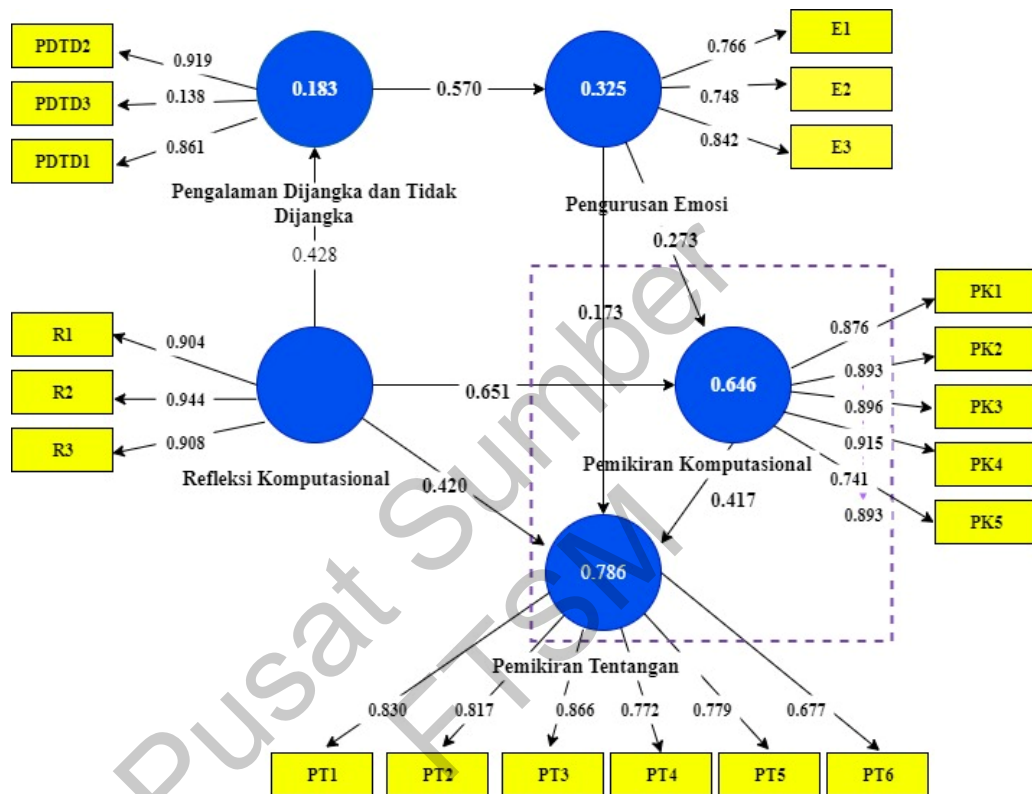 PDTD2
PDTD3
PDTD1
0.919
0.138
0.861
0.183
0.570
0.325
0.766
0.748
0.842
E1
E2
E3
Pengalaman Dijangka dan Tidak
Dijangka
Pengurusan Emosi
0.428
0.273
0.173
R1
R2
R3
0.904
0.944
0.908
Refleksi Komputasional
0.651
0.420
0.646
Pemikiran Komputasional
0.417
0.876
0.893
0.896
0.915
0.741
0.893
PK1
PK2
PK3
PK4
PK5
0.786
Pemikiran Tentangan
0.830
0.817
0.866
0.772
0.779
0.677
PT1
PT2
PT3
PT4
PT5
PT6
Pusat Sumber
FTSM